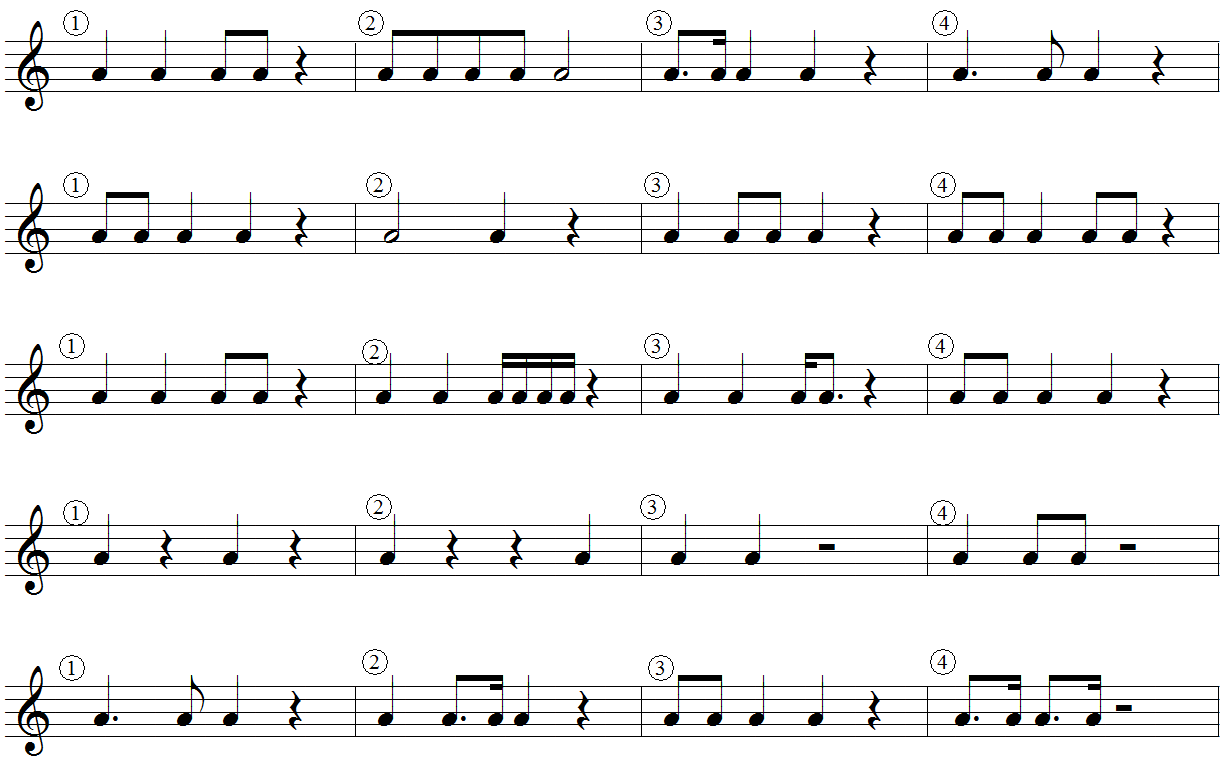 ① ② ③ ④
① ② ③ ④
① ② ③ ④
① ② ③ ④
① ② ③ ④